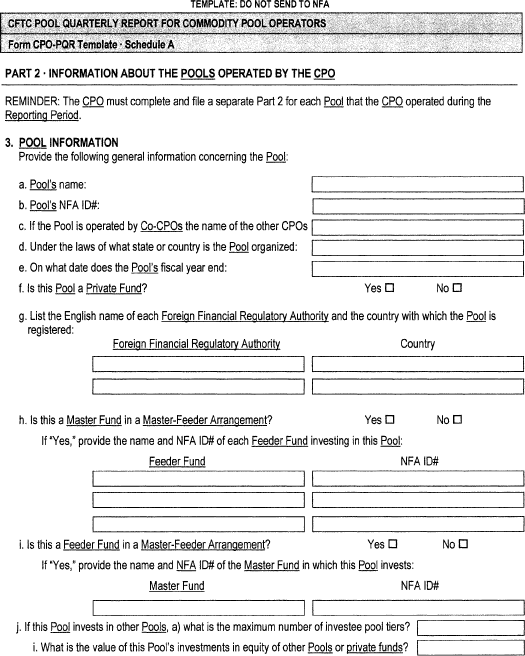 TEMPLATE: DO NOT SEND TO NFA
CFTC POOL QUARTERLY REPORT FOR COMMODITY POOL OPERATORS
Form CPO-PQR Template · Schedule A
PART 2 · INFORMATION ABOUT THE POOLS OPERATED BY THE CPO
REMINDER: The CPO must complete and file a separate Part 2 for each Pool that the CPO operated during the
Reporting Period.
3. POOL INFORMATION
Provide the following general information concerning the Pool:
a. Pool's name:
b. Pool's NFA ID#:
c. If the Pool is operated by Co-CPOs the name of the other CPOs
d. Under the laws of what state or country is the Pool organized:
e. On what date does the Pool's fiscal year end:
f. Is this Pool a Private Fund? Yes ☐ No ☐
g. List the English name of each Foreign Financial Regulatory Authority and the country with which the Pool is
registered:
Foreign Financial Regulatory Authority Country
h. Is this a Master Fund in a Master-Feeder Arrangement? Yes ☐ No ☐
If "Yes," provide the name and NFA ID# of each Feeder Fund investing in this Pool:
Feeder Fund NFA ID#
i. Is this a Feeder Fund in a Master-Feeder Arrangement? Yes ☐ No ☐
If "Yes," provide the name and NFA ID# of the Master Fund in which this Pool invests:
Master Fund NFA ID#
j. If this Pool invests in other Pools, a) what is the maximum number of investee pool tiers?
i. What is the value of this Pool's investments in equity of other Pools or private funds?